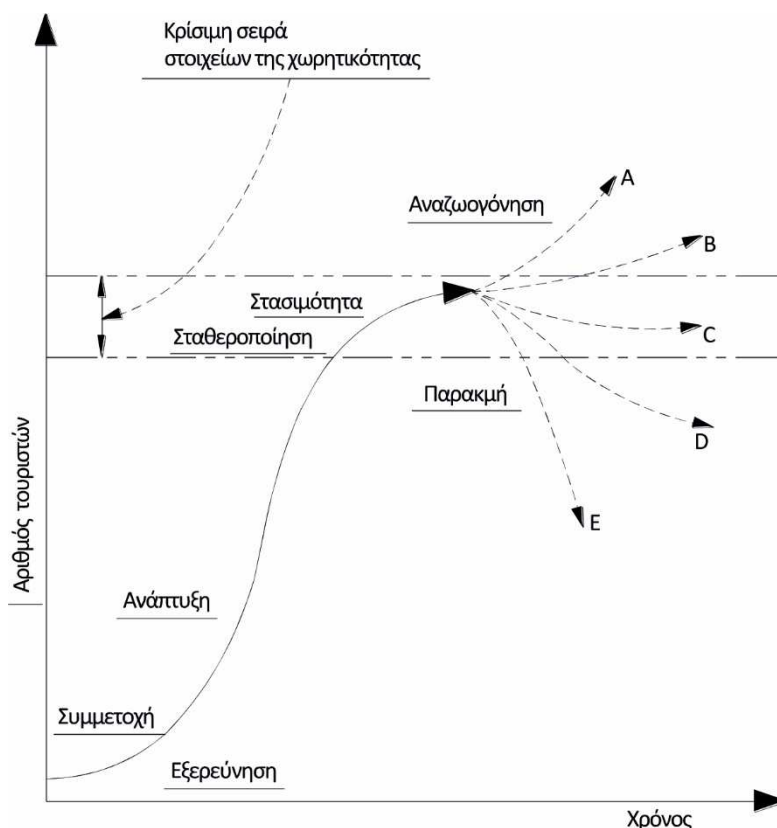 Κρίσιμη σειρά
στοιχείων της χωρητικότητας
A
Αναζωογόνηση
B
Στασιμότητα
C
Σταθεροποίηση
Παρακμή
D
E
Αριθμός τουριστών
Ανάπτυξη
Συμμετοχή
Εξερεύνηση
Χρόνος